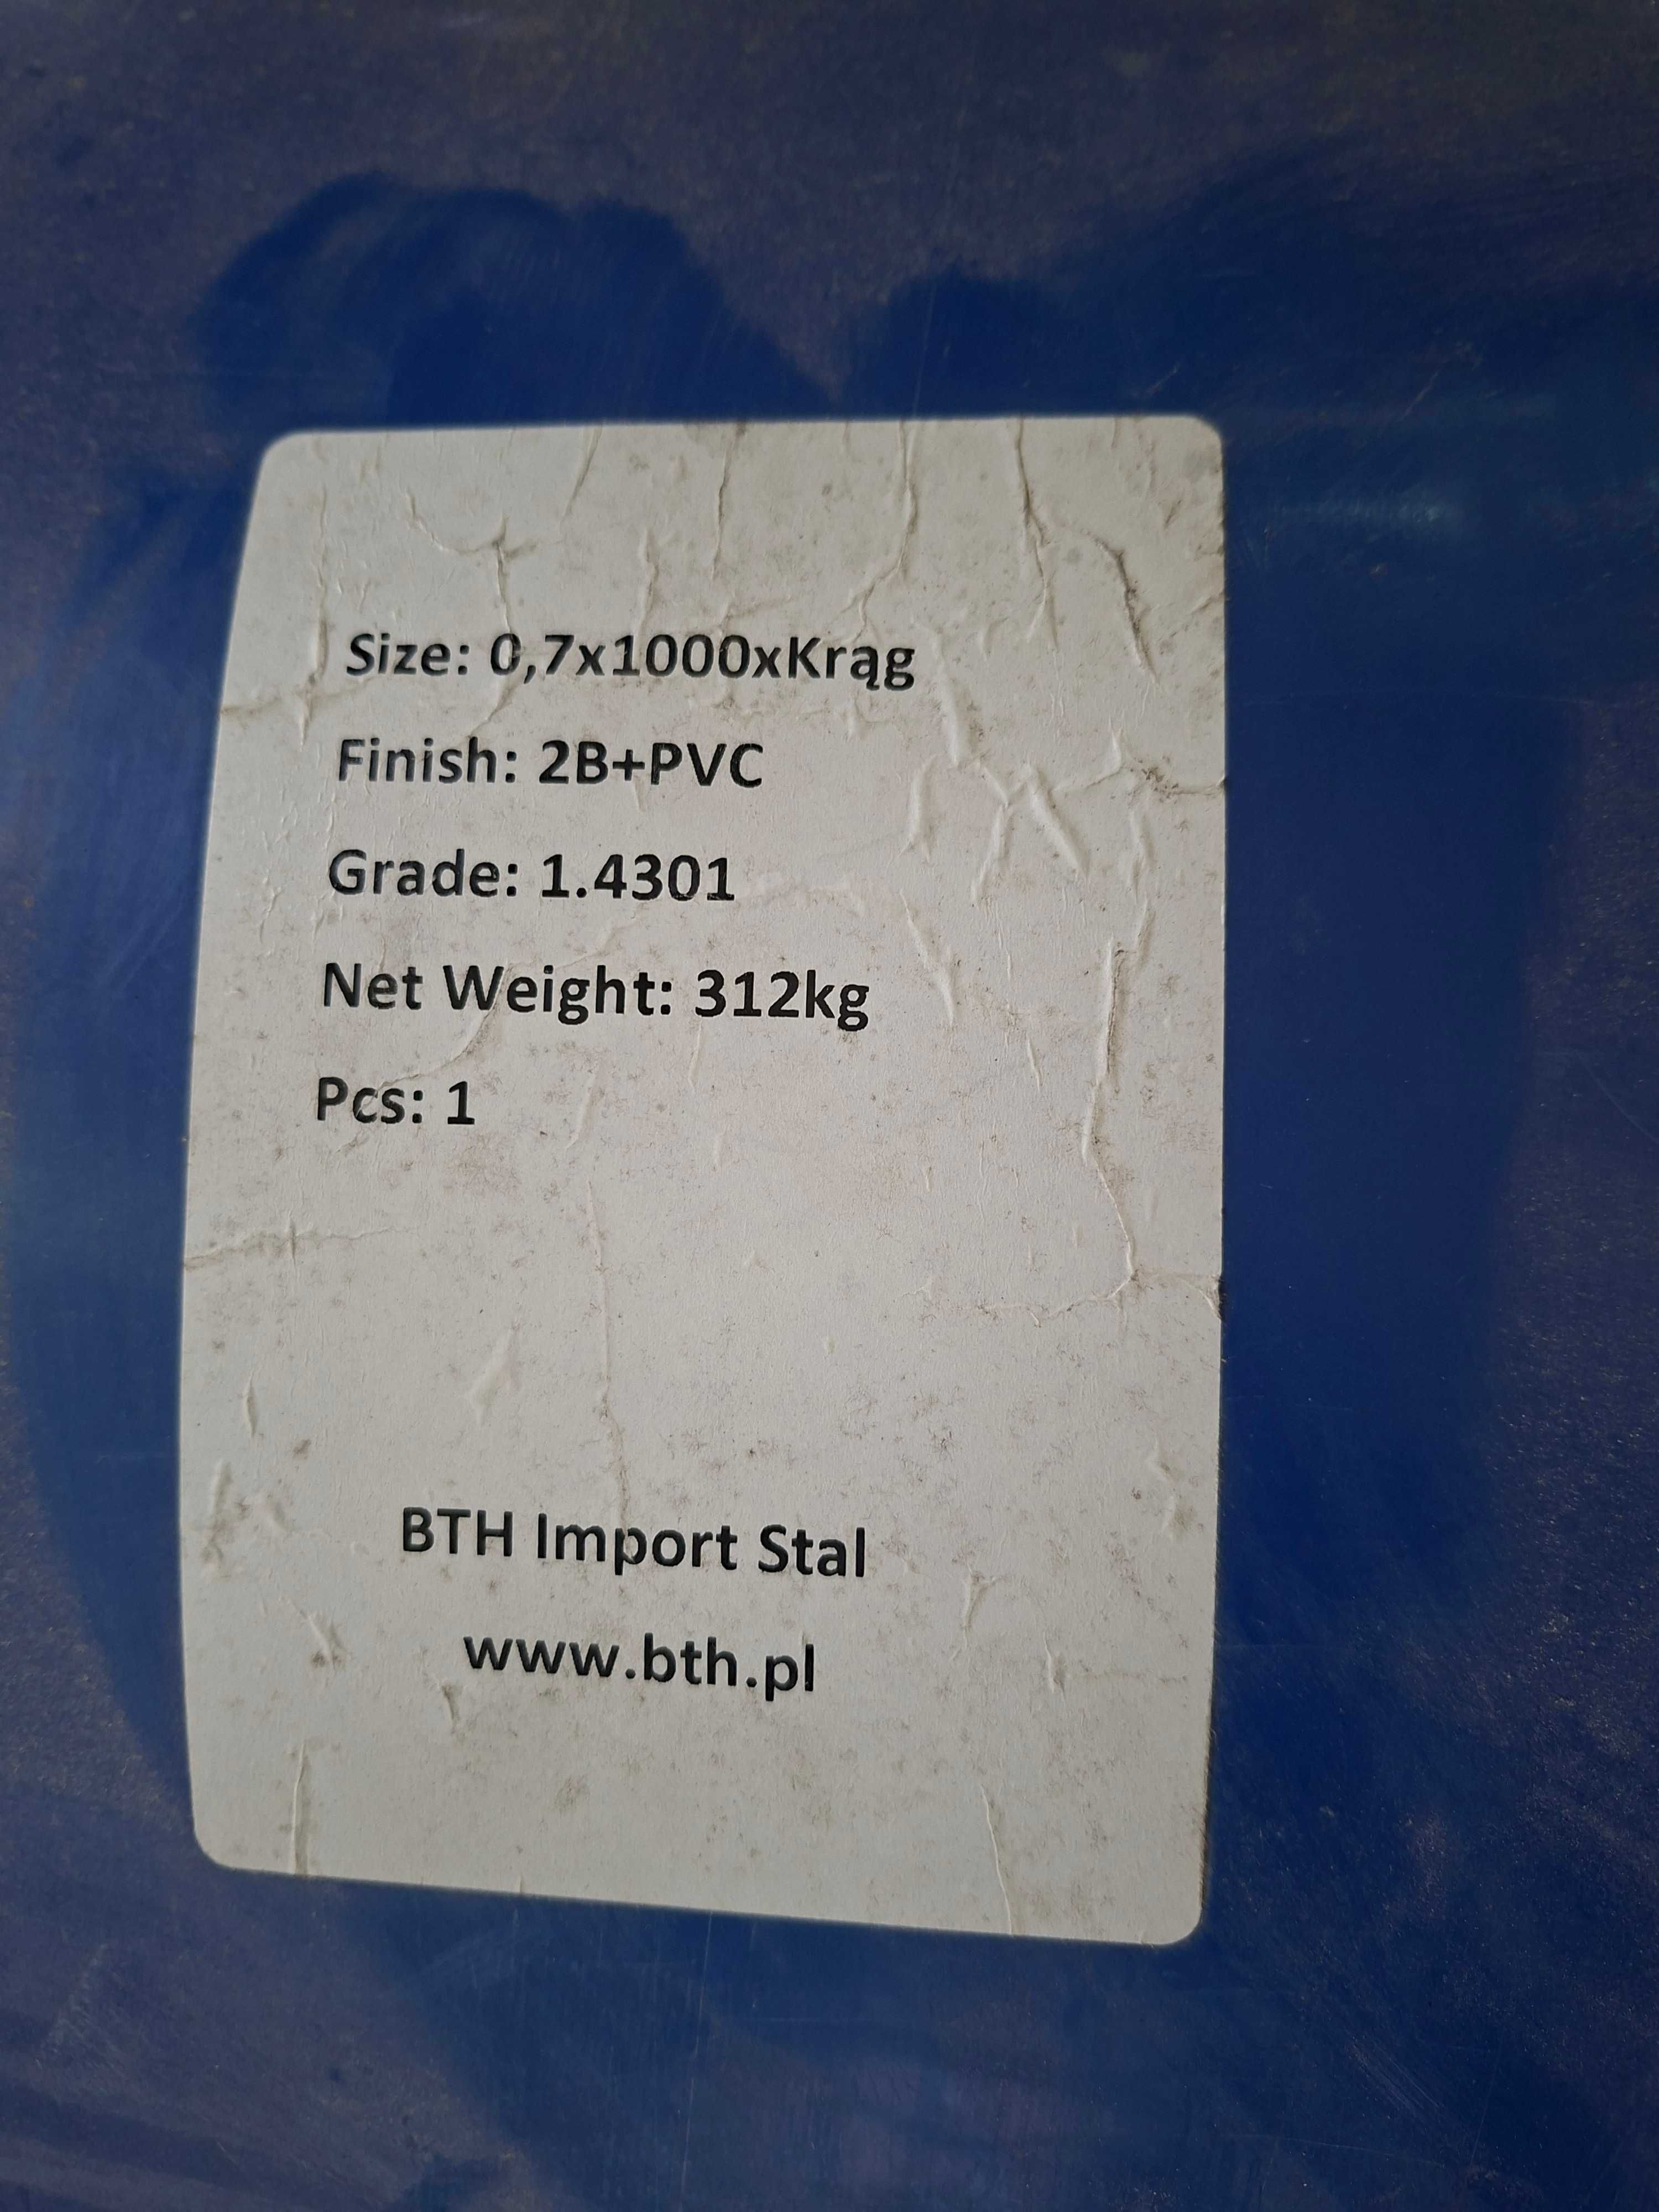 Size: 0,7x1000xKrąg
Finish: 2B+PVC
Grade: 1.4301
Net Weight: 312kg
Pcs: 1
BTH Import Stal
www.bth.pl